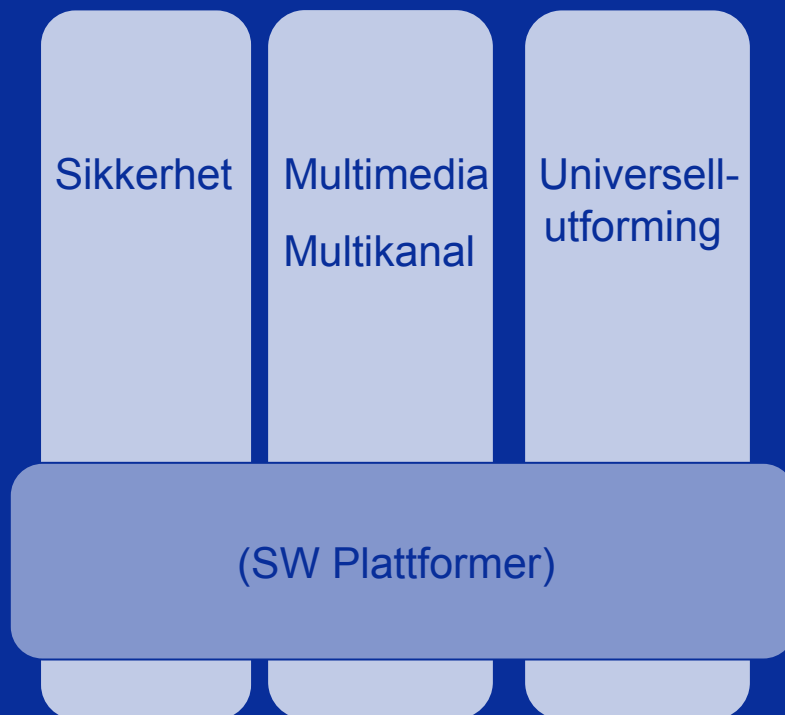 Sikkerhet
Multimedia
Multikanal
Universell-
utforming
(SW Plattformer)